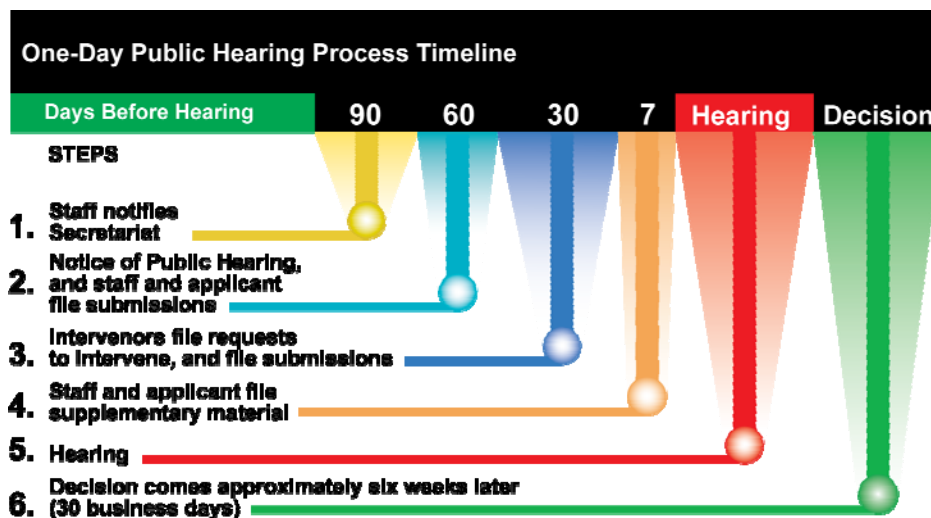 One-Day Public Hearing Process Timeline
Days Before Hearing 90 60 30 7 Hearing Decision
STEPS
1. Staff notifies
Secretariat
2. Notice of Public Hearing,
and staff and applicant
file submissions
3. Intervenors file requests
to intervene, and file submissions
4. Staff and applicant file
supplementary material
5. Hearing
6. Decision comes approximately six weeks later
(30 business days)